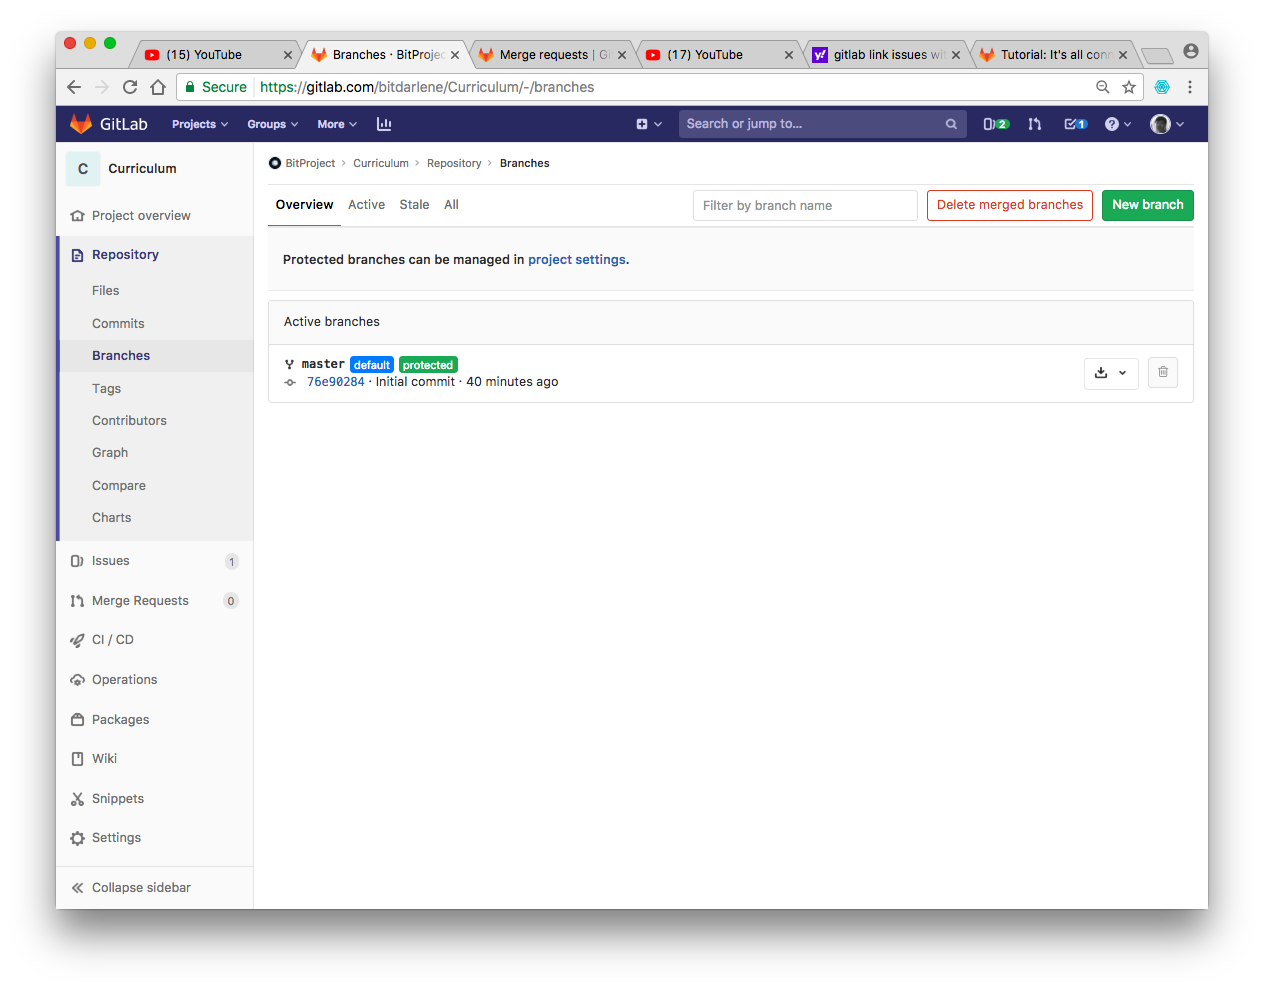 (15) YouTube
Branches · BitProjec
Merge requests | Gi
(17) YouTube
gitlab link issues wit
Tutorial: It's all conn
Secure https://gitlab.com/bitdarlene/Curriculum/-/branches
GitLab Projects Groups More Search or jump to... 2 1 ?
C Curriculum
BitProject › Curriculum › Repository › Branches
Overview Active Stale All Filter by branch name Delete merged branches New branch
Protected branches can be managed in project settings.
Active branches
master default protected
76e90284 · Initial commit · 40 minutes ago
Project overview
Repository
Files
Commits
Branches
Tags
Contributors
Graph
Compare
Charts
Issues 1
Merge Requests 0
CI / CD
Operations
Packages
Wiki
Snippets
Settings
Collapse sidebar